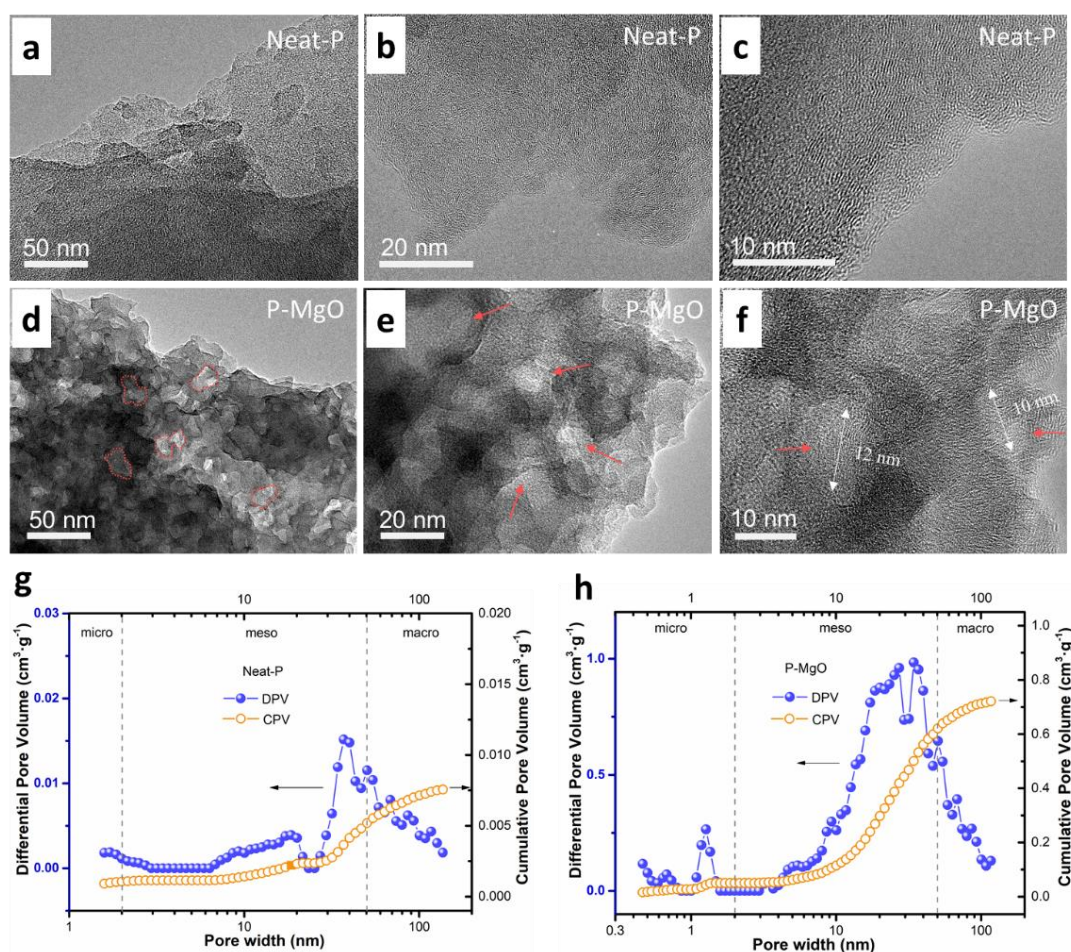 a
Neat-P
50 nm
b
Neat-P
20 nm
c
Neat-P
10 nm
d
P-MgO
50 nm
e
P-MgO
20 nm
f
P-MgO
12 nm
10 nm
10 nm
g
10
100
0.03
0.02
0.01
0.00
Differential Pore Volume (cm³·g⁻¹)
micro
meso
macro
Neat-P
DPV
CPV
0.020
0.015
0.010
0.005
0.000
Cumulative Pore Volume (cm³·g⁻¹)
1
10
100
Pore width (nm)
h
1
10
100
1.0
0.5
0.0
Differential Pore Volume (cm³·g⁻¹)
micro
meso
macro
P-MgO
DPV
CPV
1.0
0.8
0.6
0.4
0.2
0.0
Cumulative Pore Volume (cm³·g⁻¹)
0.3
1
10
100
Pore width (nm)